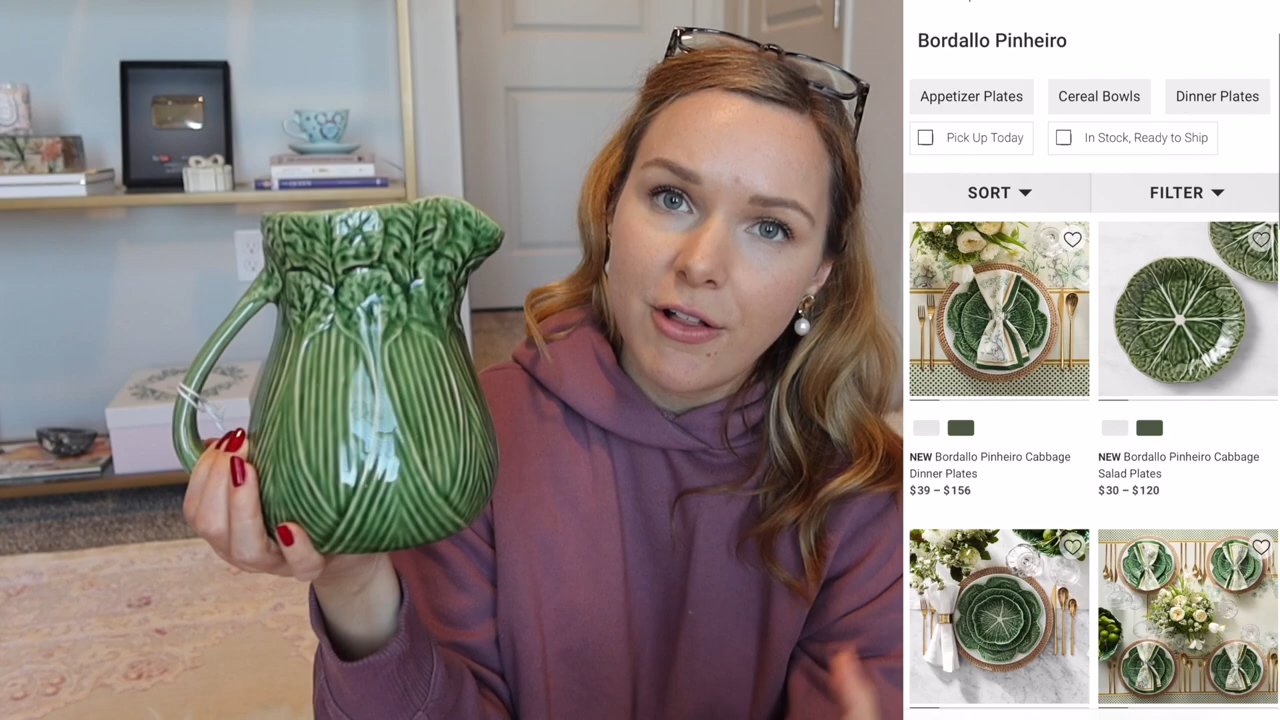 Bordallo Pinheiro
Appetizer Plates
Cereal Bowls
Dinner Plates
Pick Up Today
In Stock, Ready to Ship
SORT
FILTER
NEW Bordallo Pinheiro Cabbage
Dinner Plates
$39 – $156
NEW Bordallo Pinheiro Cabbage
Salad Plates
$30 – $120